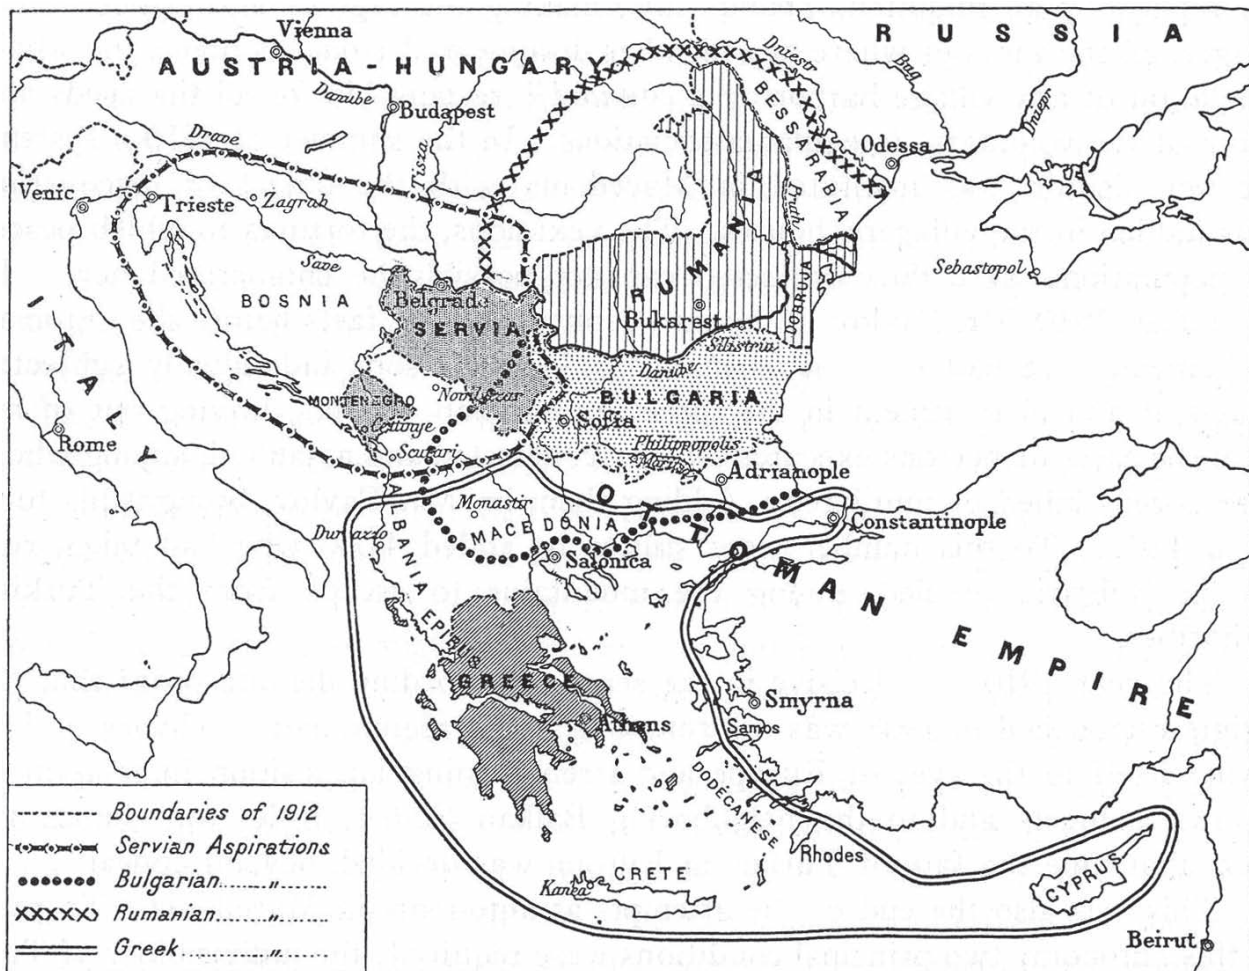 RUSSIA
Vienna
AUSTRIA-HUNGARY
Dniestr
Bug
Dniepr
Danube
Budapest
BESSARABIA
Drave
Theiss
Odessa
Venic
Trieste
Zagrab
Pruth
Save
RUMANIA
Sebastopol
BOSNIA
Belgrade
SERVIA
Bukarest
DOBRUJA
Silistria
Danube
ITALY
MONTENEGRO
Novibazar
BULGARIA
Cettinje
Sofia
Rome
Scutari
Philippopolis
Maritza
Adrianople
Monastir
Constantinople
Durazzo
MACEDONIA
ALBANIA
Salonica
OTTOMAN EMPIRE
EPIRUS
GREECE
Athens
Smyrna
Samos
DODECANESE
Rhodes
Kanea
CRETE
CYPRUS
Beirut
Boundaries of 1912
Servian Aspirations
Bulgarian........ „ ........
Rumanian........ „ ........
Greek „